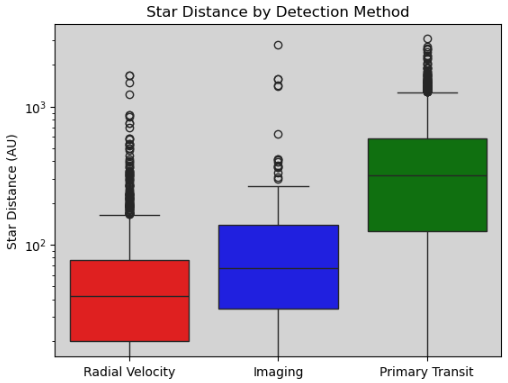 Star Distance by Detection Method
Star Distance (AU)
10³
10²
Radial Velocity
Imaging
Primary Transit